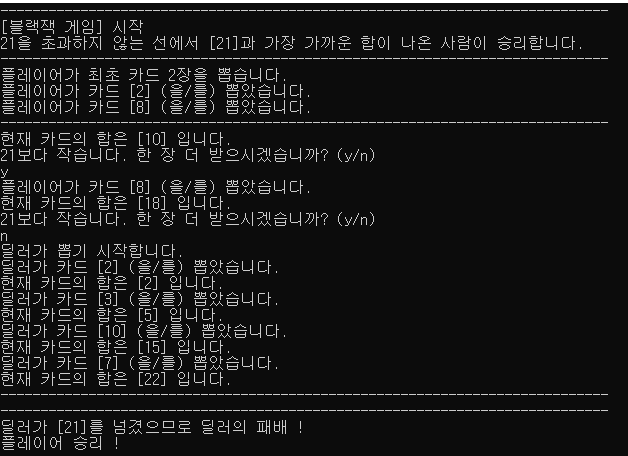 ----------------------------------------------------------------------------
[블랙잭 게임] 시작
21을 초과하지 않는 선에서 [21]과 가장 가까운 합이 나온 사람이 승리합니다.
----------------------------------------------------------------------------
플레이어가 최초 카드 2장을 뽑습니다.
플레이어가 카드 [2] (을/를) 뽑았습니다.
플레이어가 카드 [8] (을/를) 뽑았습니다.
----------------------------------------------------------------------------
현재 카드의 합은 [10] 입니다.
21보다 작습니다. 한 장 더 받으시겠습니까? (y/n)
y
플레이어가 카드 [8] (을/를) 뽑았습니다.
현재 카드의 합은 [18] 입니다.
21보다 작습니다. 한 장 더 받으시겠습니까? (y/n)
n
딜러가 뽑기 시작합니다.
딜러가 카드 [2] (을/를) 뽑았습니다.
현재 카드의 합은 [2] 입니다.
딜러가 카드 [3] (을/를) 뽑았습니다.
현재 카드의 합은 [5] 입니다.
딜러가 카드 [10] (을/를) 뽑았습니다.
현재 카드의 합은 [15] 입니다.
딜러가 카드 [7] (을/를) 뽑았습니다.
현재 카드의 합은 [22] 입니다.
----------------------------------------------------------------------------
----------------------------------------------------------------------------
딜러가 [21]를 넘겼으므로 딜러의 패배 !
플레이어 승리 !